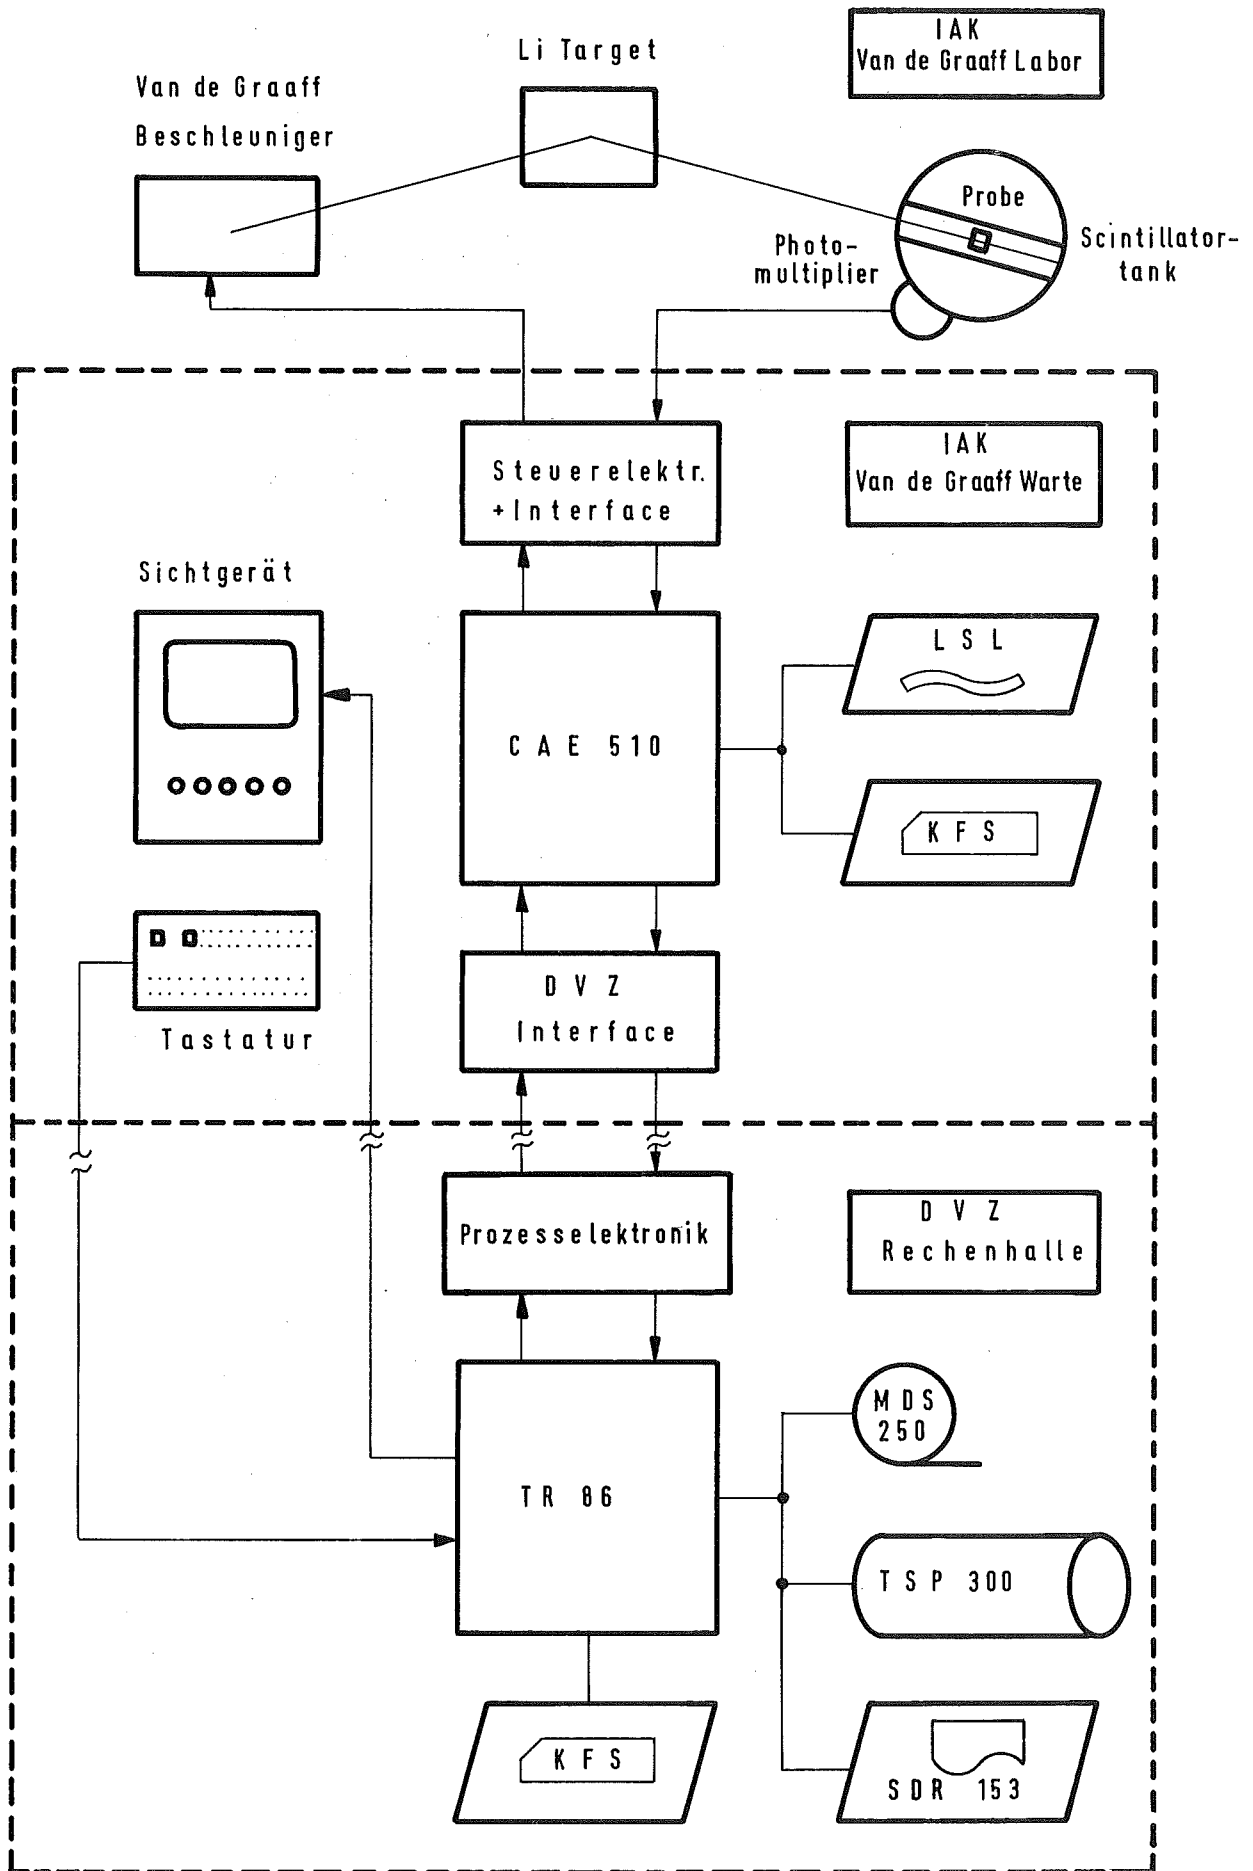 IAK
Van de Graaff Labor
Li Target
Van de Graaff
Beschleuniger
Probe
Photo-
multiplier
Scintillator-
tank
Steuerelektr.
+Interface
IAK
Van de Graaff Warte
Sichtgerät
LSL
CAE 510
KFS
Tastatur
DVZ
Interface
Prozesselektronik
DVZ
Rechenhalle
MDS
250
TR 86
TSP 300
KFS
SDR 153